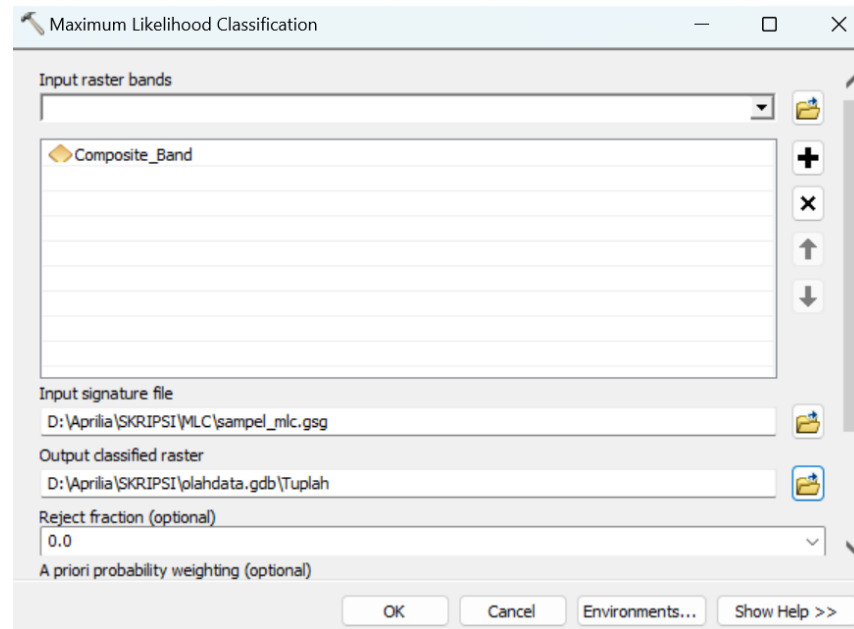 Maximum Likelihood Classification
Input raster bands
Composite_Band
Input signature file
D:\Aprilia\SKRIPSI\MLC\sampel_mlc.gsg
Output classified raster
D:\Aprilia\SKRIPSI\olahdata.gdb\Tuplah
Reject fraction (optional)
0.0
A priori probability weighting (optional)
OK Cancel Environments... Show Help >>